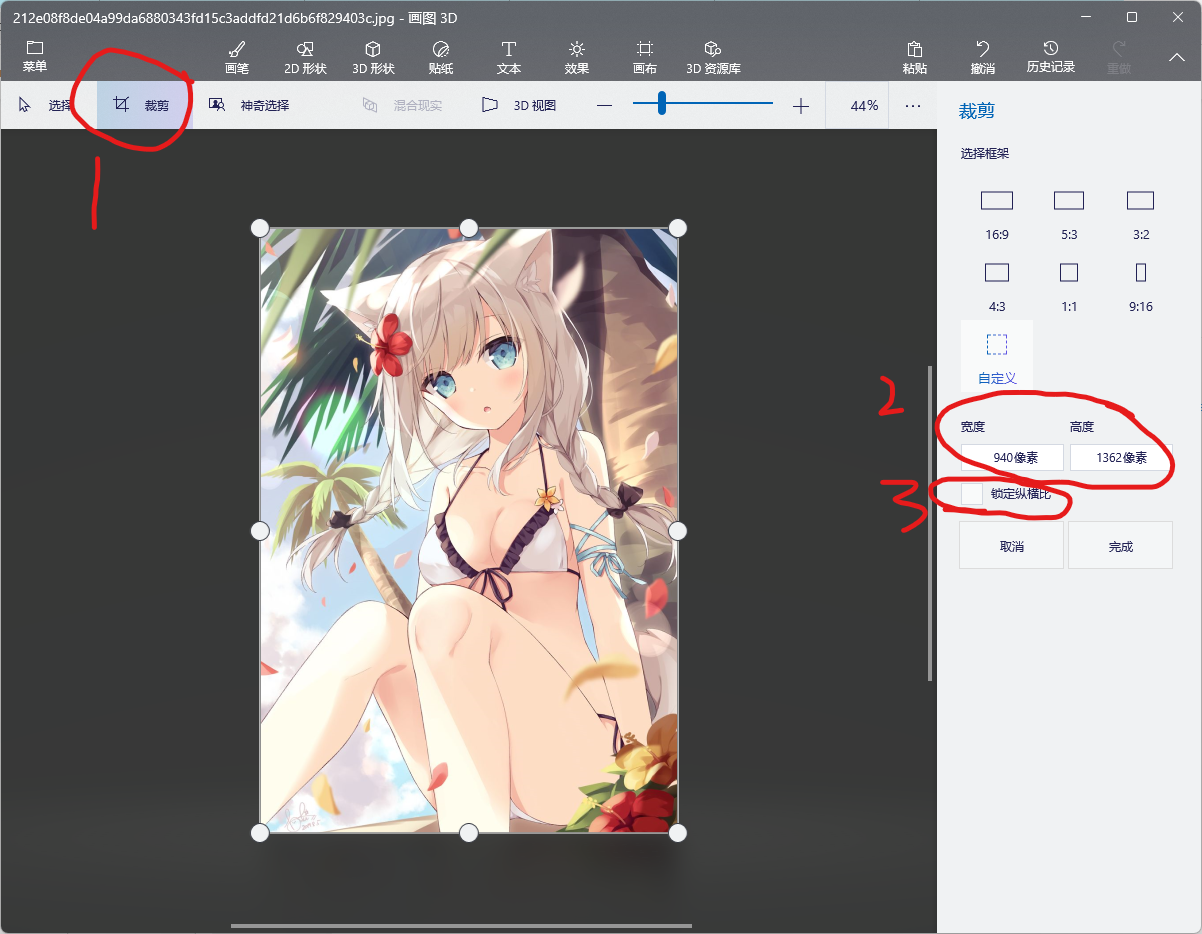 212e08f8de04a99da6880343fd15c3addfd21d6b6f829403c.jpg - 画图 3D
菜单 画笔 2D 形状 3D 形状 贴纸 文本 效果 画布 3D 资源库 粘贴 撤消 历史记录 重做
选择 裁剪 神奇选择 混合现实 3D 视图 44% ...
裁剪
选择框架
16:9 5:3 3:2
4:3 1:1 9:16
自定义
1
2
宽度 高度
940像素 1362像素
3
锁定纵横比
取消 完成